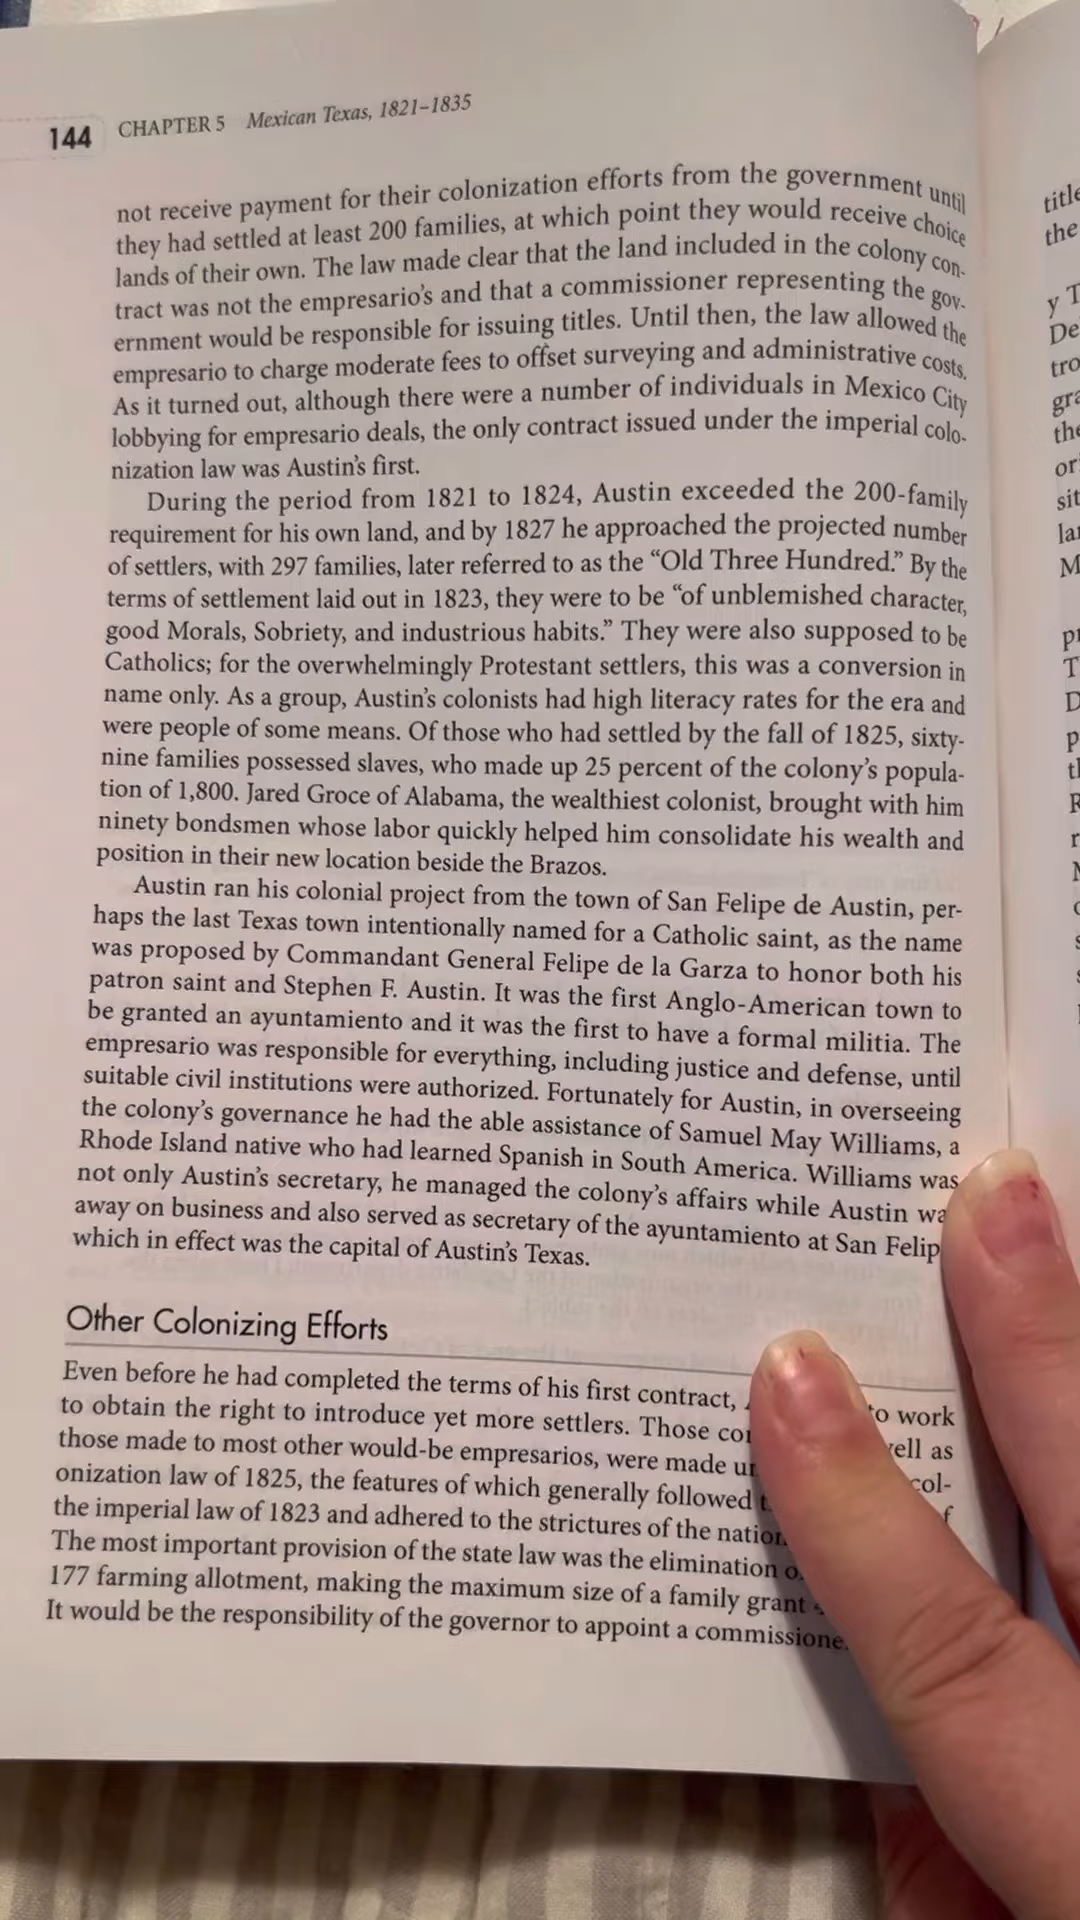 144 CHAPTER 5 Mexican Texas, 1821–1835
not receive payment for their colonization efforts from the government until
they had settled at least 200 families, at which point they would receive choice
lands of their own. The law made clear that the land included in the colony con-
tract was not the empresario's and that a commissioner representing the gov-
ernment would be responsible for issuing titles. Until then, the law allowed the
empresario to charge moderate fees to offset surveying and administrative costs.
As it turned out, although there were a number of individuals in Mexico City
lobbying for empresario deals, the only contract issued under the imperial colo-
nization law was Austin's first.
During the period from 1821 to 1824, Austin exceeded the 200-family
requirement for his own land, and by 1827 he approached the projected number
of settlers, with 297 families, later referred to as the "Old Three Hundred." By the
terms of settlement laid out in 1823, they were to be "of unblemished character,
good Morals, Sobriety, and industrious habits." They were also supposed to be
Catholics; for the overwhelmingly Protestant settlers, this was a conversion in
name only. As a group, Austin's colonists had high literacy rates for the era and
were people of some means. Of those who had settled by the fall of 1825, sixty-
nine families possessed slaves, who made up 25 percent of the colony's popula-
tion of 1,800. Jared Groce of Alabama, the wealthiest colonist, brought with him
ninety bondsmen whose labor quickly helped him consolidate his wealth and
position in their new location beside the Brazos.
Austin ran his colonial project from the town of San Felipe de Austin, per-
haps the last Texas town intentionally named for a Catholic saint, as the name
was proposed by Commandant General Felipe de la Garza to honor both his
patron saint and Stephen F. Austin. It was the first Anglo-American town to
be granted an ayuntamiento and it was the first to have a formal militia. The
empresario was responsible for everything, including justice and defense, until
suitable civil institutions were authorized. Fortunately for Austin, in overseeing
the colony's governance he had the able assistance of Samuel May Williams, a
Rhode Island native who had learned Spanish in South America. Williams was
not only Austin's secretary, he managed the colony's affairs while Austin wa
away on business and also served as secretary of the ayuntamiento at San Felip
which in effect was the capital of Austin's Texas.
Other Colonizing Efforts
Even before he had completed the terms of his first contract, to work
to obtain the right to introduce yet more settlers. Those well as
those made to most other would-be empresarios, were made col-
onization law of 1825, the features of which generally followed
the imperial law of 1823 and adhered to the strictures of the
The most important provision of the state law was the elimination
177 farming allotment, making the maximum size of a family grant
It would be the responsibility of the governor to appoint a commissione
title
the